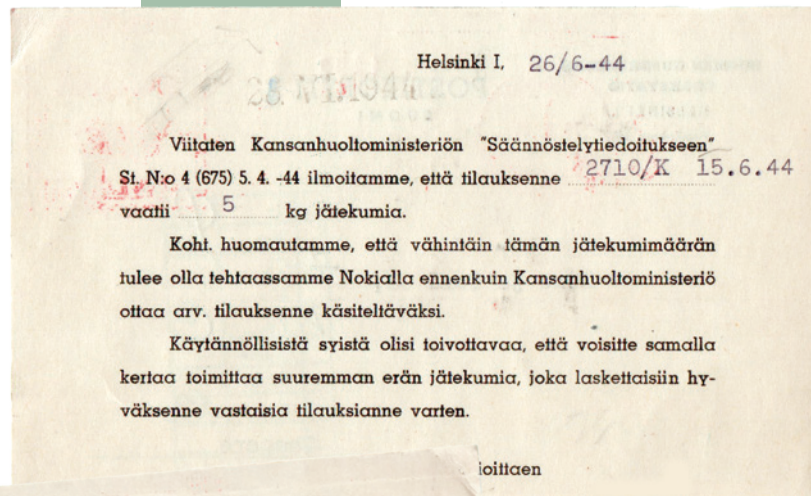 Helsinki I, 26/6-44
Viitaten Kansanhuoltoministeriön "Säännöstelytiedoitukseen"
St. N:o 4 (675) 5. 4. -44 ilmoitamme, että tilauksenne 2710/K 15.6.44
vaatii 5 kg jätekumia.
Koht. huomautamme, että vähintäin tämän jätekumimäärän
tulee olla tehtaassamme Nokialla ennenkuin Kansanhuoltoministeriö
ottaa arv. tilauksenne käsiteltäväksi.
Käytännöllisistä syistä olisi toivottavaa, että voisitte samalla
kertaa toimittaa suuremman erän jätekumia, joka laskettaisiin hy-
väksenne vastaisia tilauksianne varten.
ioittaen